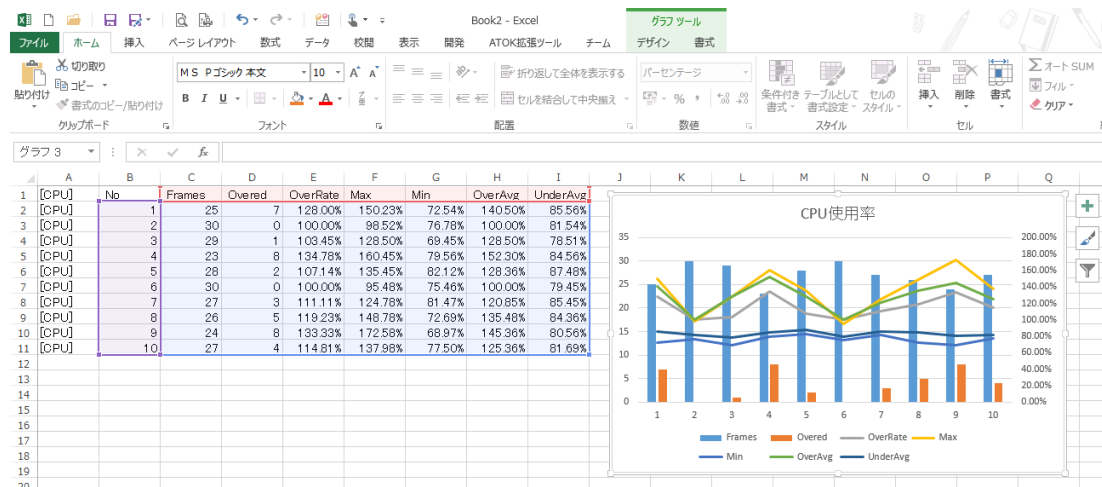 Book2 - Excel
グラフ ツール
ファイル ホーム 挿入 ページ レイアウト 数式 データ 校閲 表示 開発 ATOK拡張ツール チーム デザイン 書式
切り取り
コピー
書式のコピー/貼り付け
貼り付け
クリップボード
ＭＳ Ｐゴシック 本文 10
B I U
フォント
折り返して全体を表示する
セルを結合して中央揃え
配置
パーセンテージ
数値
条件付き書式
テーブルとして書式設定
セルのスタイル
スタイル
挿入 削除 書式
セル
オート SUM
フィル
クリア
グラフ 3 fx
A B C D E F G H I J K L M N O P Q
1 [CPU] No Frames Overed OverRate Max Min OverAvg UnderAvg
2 [CPU] 1 25 7 128.00% 150.23% 72.54% 140.50% 85.56%
3 [CPU] 2 30 0 100.00% 98.52% 76.78% 100.00% 81.54%
4 [CPU] 3 29 1 103.45% 128.50% 69.45% 128.50% 78.51%
5 [CPU] 4 23 8 134.78% 160.45% 79.56% 152.30% 84.56%
6 [CPU] 5 28 2 107.14% 135.45% 82.12% 128.36% 87.48%
7 [CPU] 6 30 0 100.00% 95.48% 75.46% 100.00% 79.45%
8 [CPU] 7 27 3 111.11% 124.78% 81.47% 120.85% 85.45%
9 [CPU] 8 26 5 119.23% 148.78% 72.69% 135.48% 84.36%
10 [CPU] 9 24 8 133.33% 172.58% 68.97% 145.36% 80.56%
11 [CPU] 10 27 4 114.81% 137.98% 77.50% 125.36% 81.69%
12
13
14
15
16
17
18
19
20
CPU使用率
35
30
25
20
15
10
5
0
200.00%
180.00%
160.00%
140.00%
120.00%
100.00%
80.00%
60.00%
40.00%
20.00%
0.00%
1 2 3 4 5 6 7 8 9 10
Frames Overed OverRate Max
Min OverAvg UnderAvg